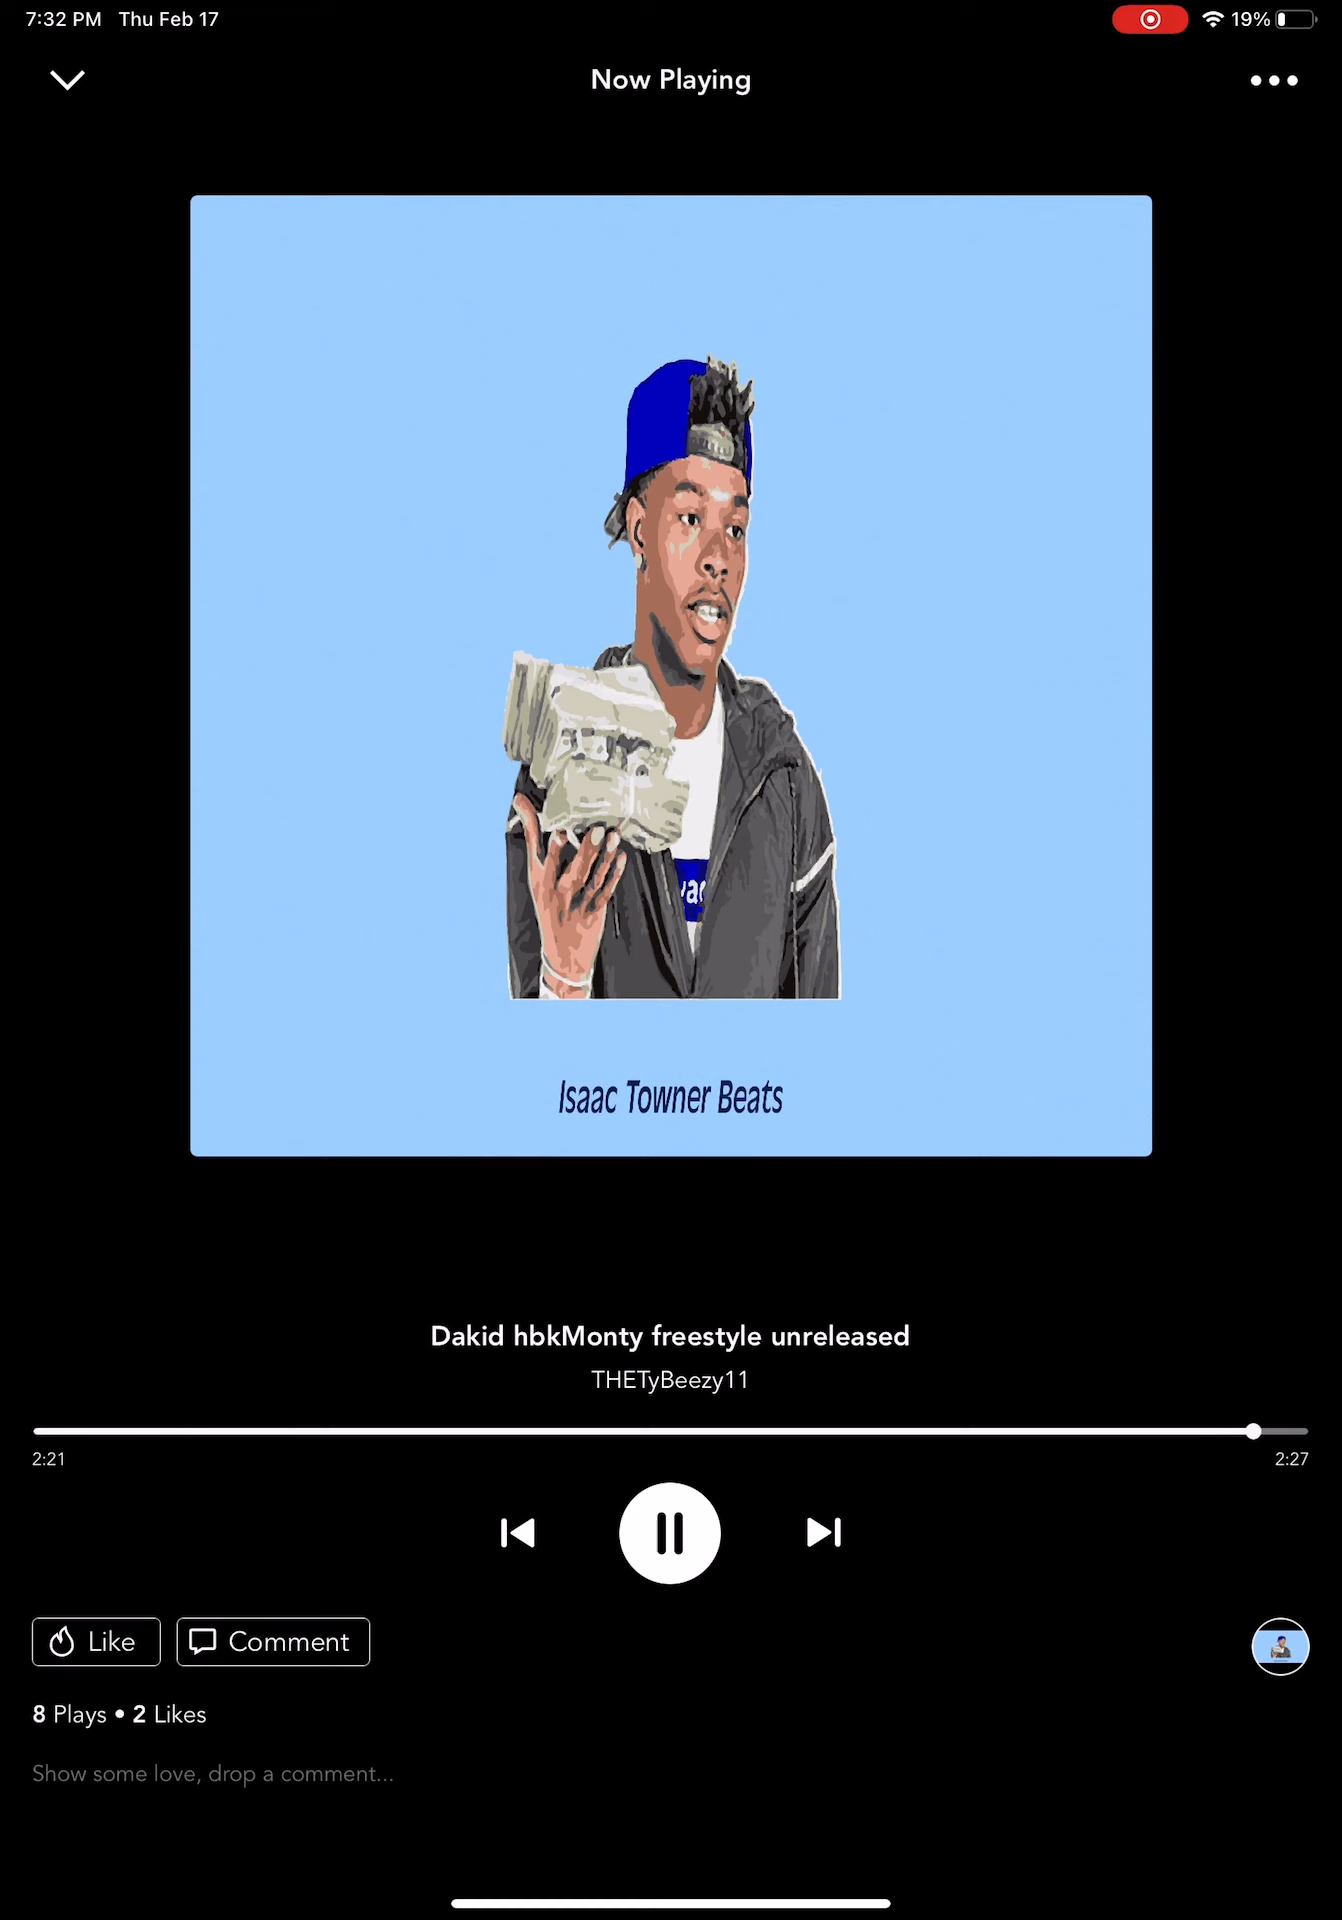 7:32 PM Thu Feb 17
19%
Now Playing
Isaac Towner Beats
Dakid hbkMonty freestyle unreleased
THETyBeezy11
2:21
2:27
Like
Comment
8 Plays • 2 Likes
Show some love, drop a comment...